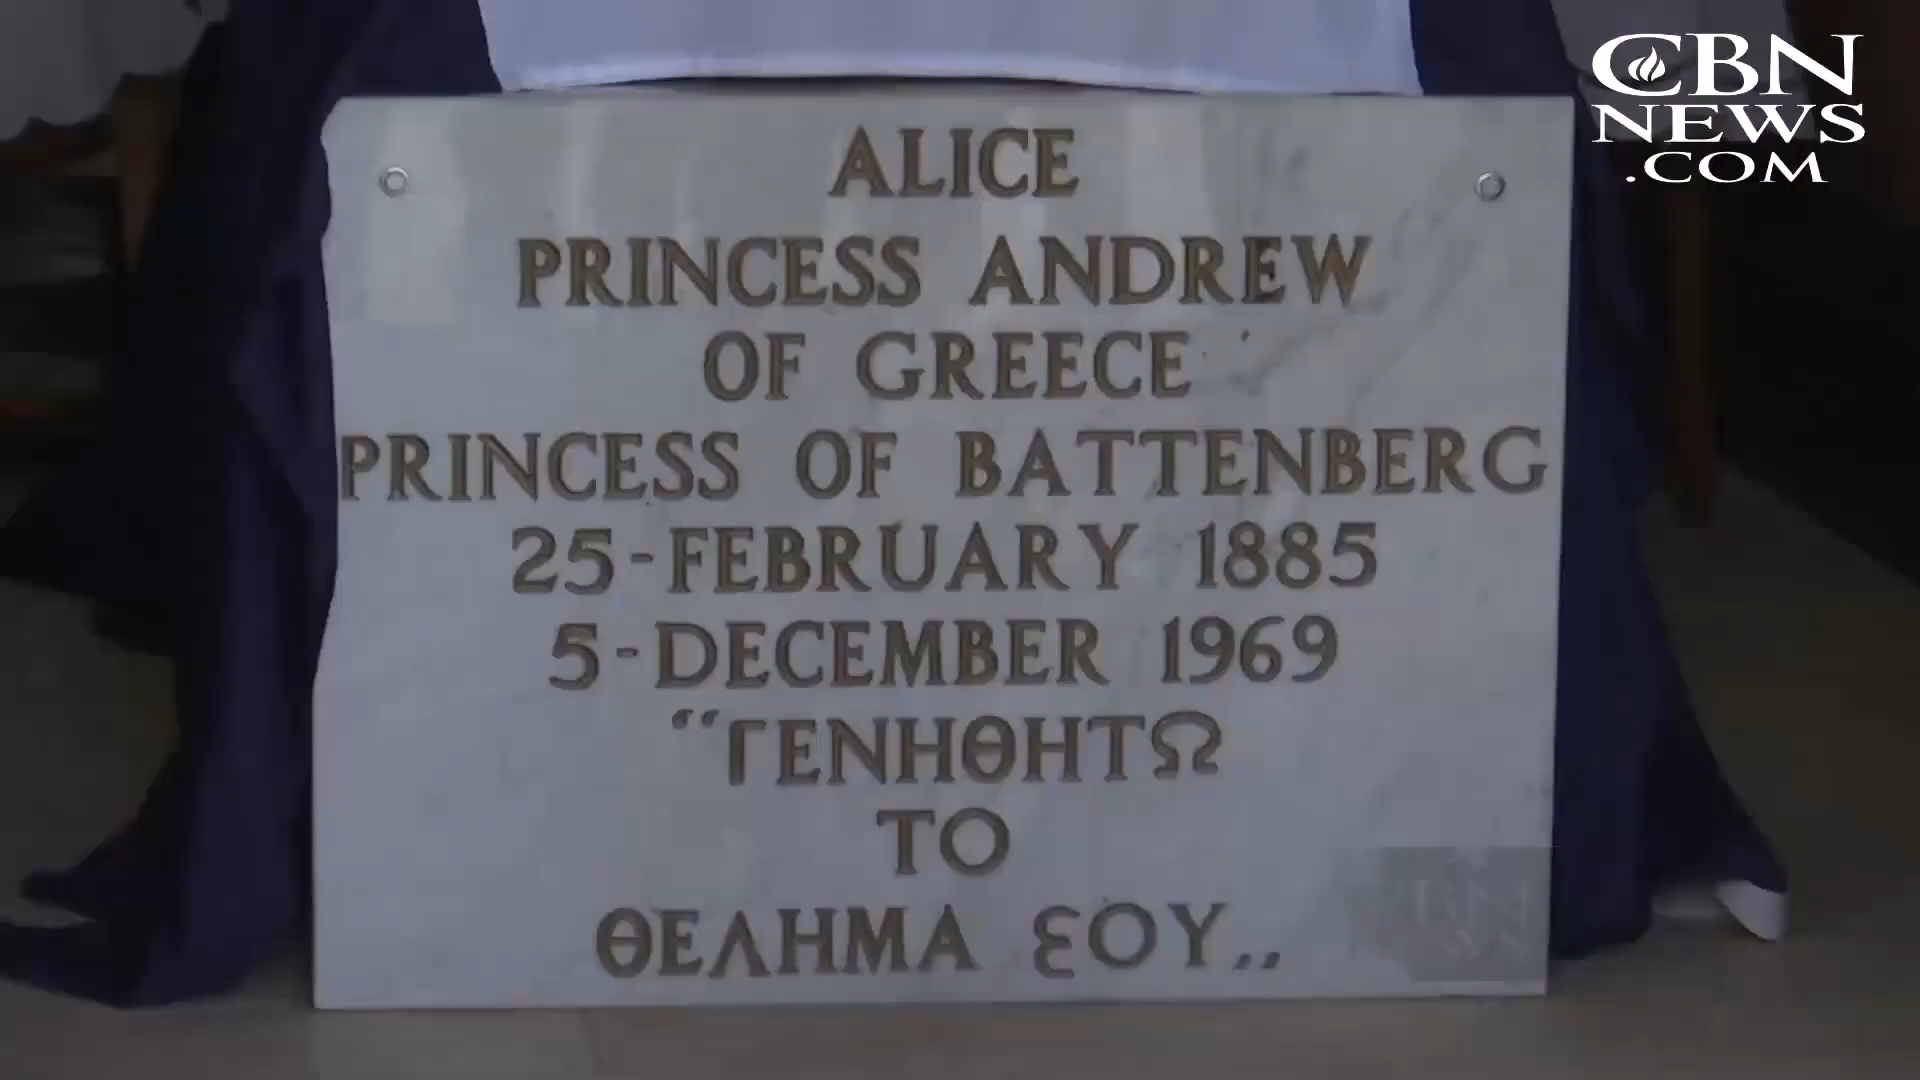 CBN
NEWS
.COM
ALICE
PRINCESS ANDREW
OF GREECE
PRINCESS OF BATTENBERG
25-FEBRUARY 1885
5-DECEMBER 1969
“ΓΕΝΗΘΗΤΩ
ΤΟ
ΘΕΛΗΜΑ ΣΟΥ„